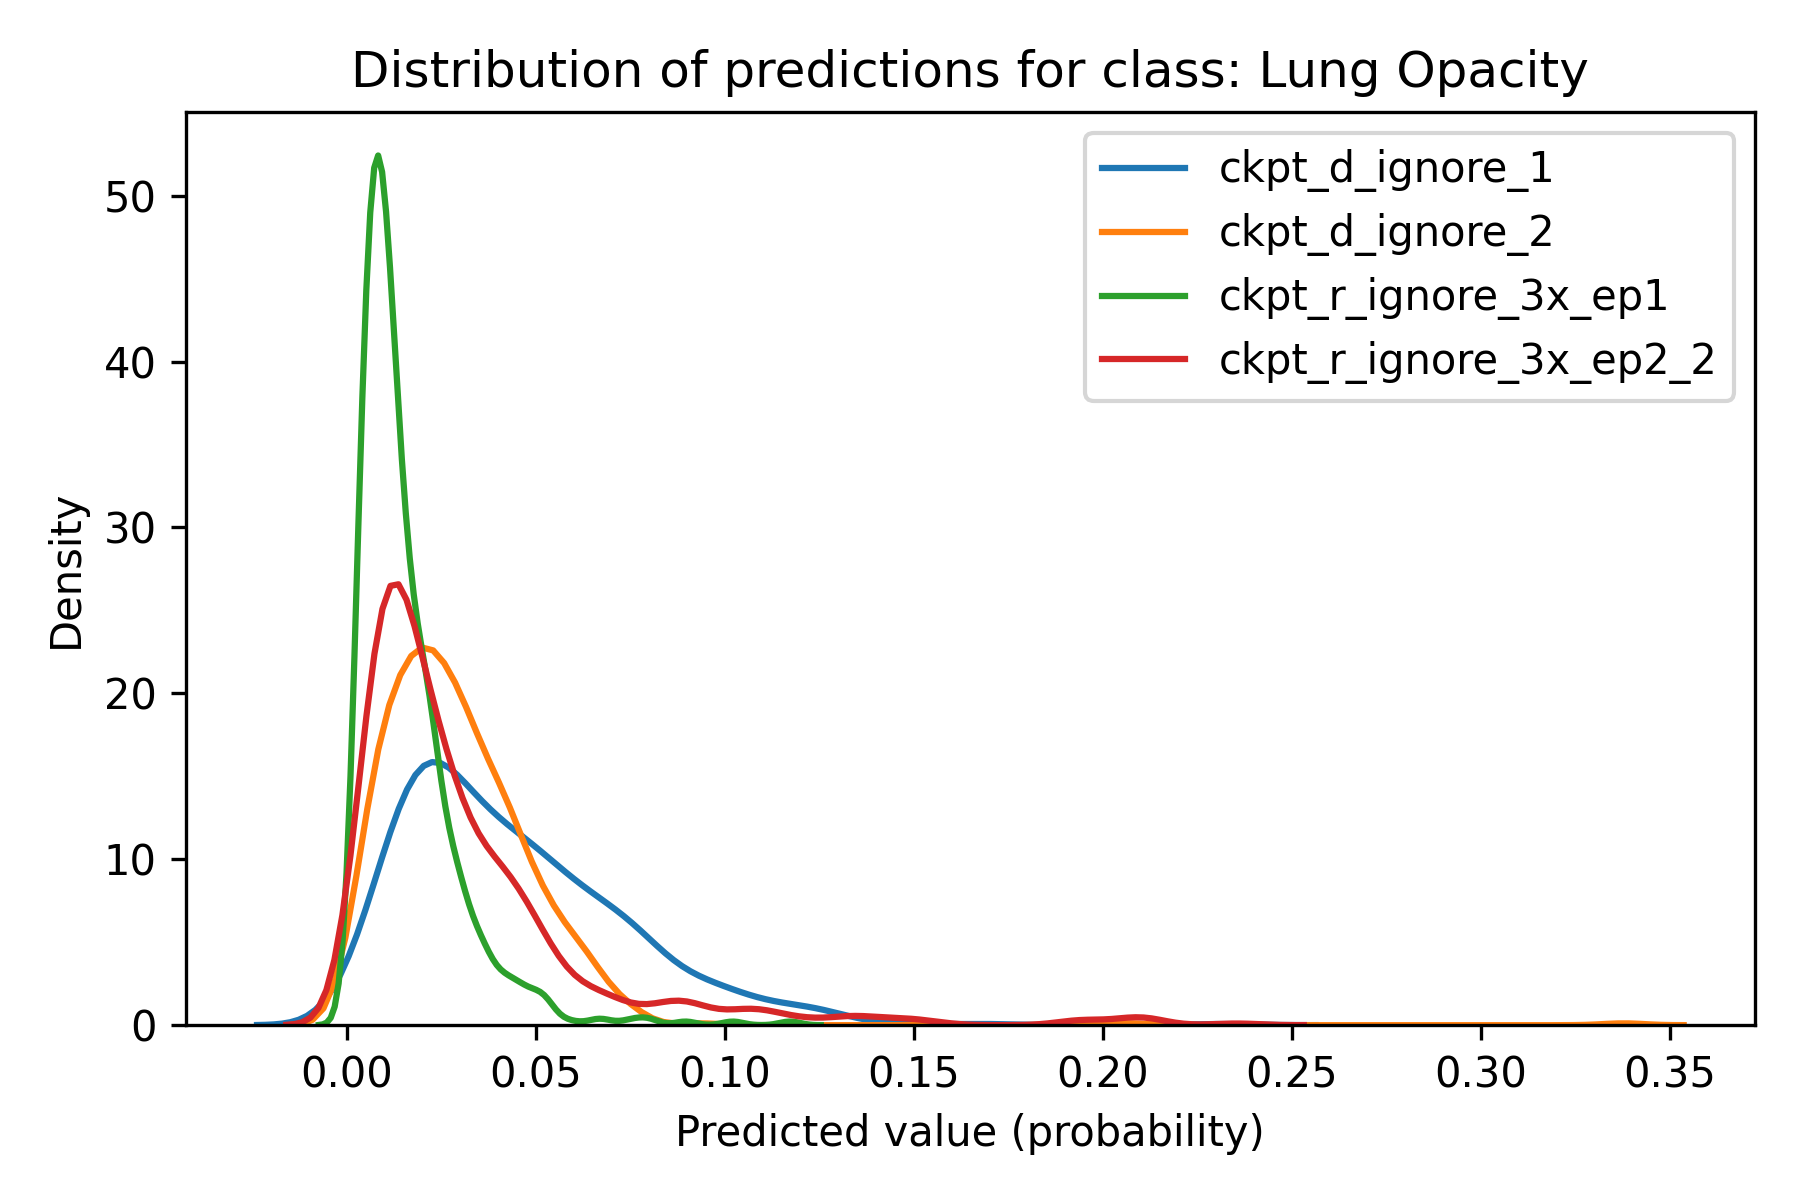 Distribution of predictions for class: Lung Opacity
ckpt_d_ignore_1
ckpt_d_ignore_2
ckpt_r_ignore_3x_ep1
ckpt_r_ignore_3x_ep2_2
Density
50
40
30
20
10
0
0.00 0.05 0.10 0.15 0.20 0.25 0.30 0.35
Predicted value (probability)